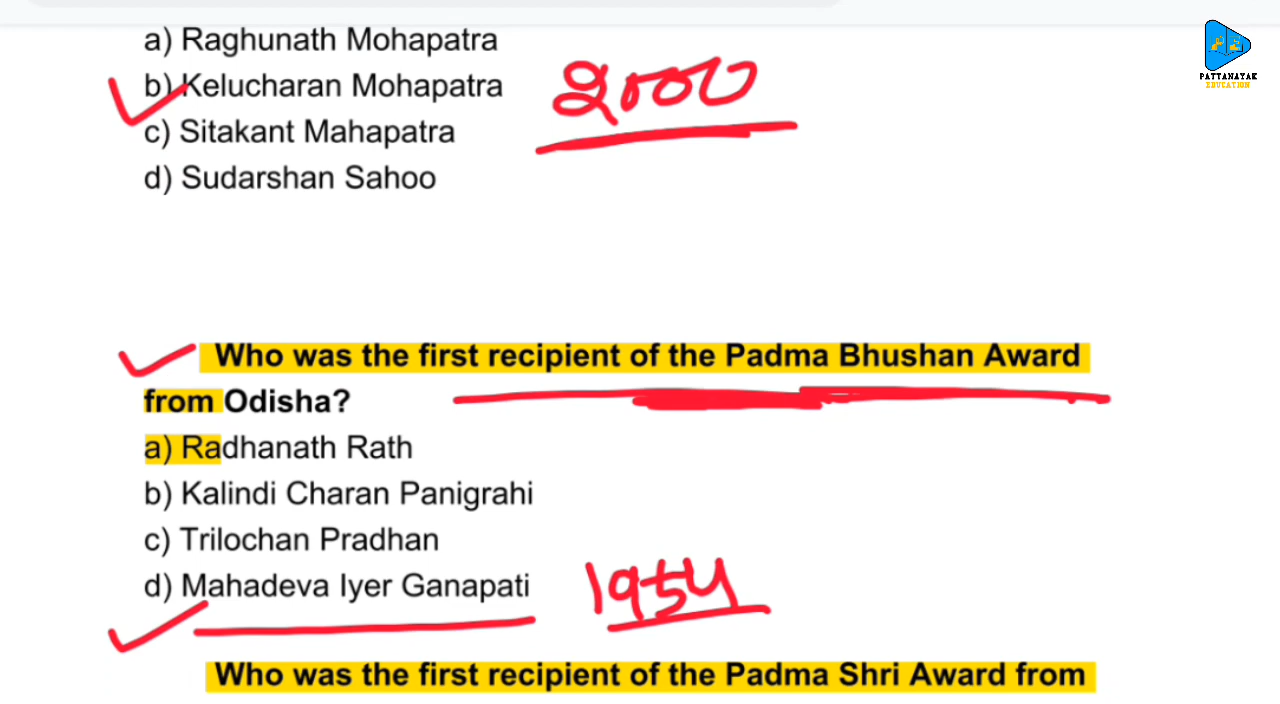 a) Raghunath Mohapatra
b) Kelucharan Mohapatra
2000
c) Sitakant Mahapatra
d) Sudarshan Sahoo
PATTANAYAK
EDUCATION
Who was the first recipient of the Padma Bhushan Award
from Odisha?
a) Radhanath Rath
b) Kalindi Charan Panigrahi
c) Trilochan Pradhan
d) Mahadeva Iyer Ganapati
1954
Who was the first recipient of the Padma Shri Award from